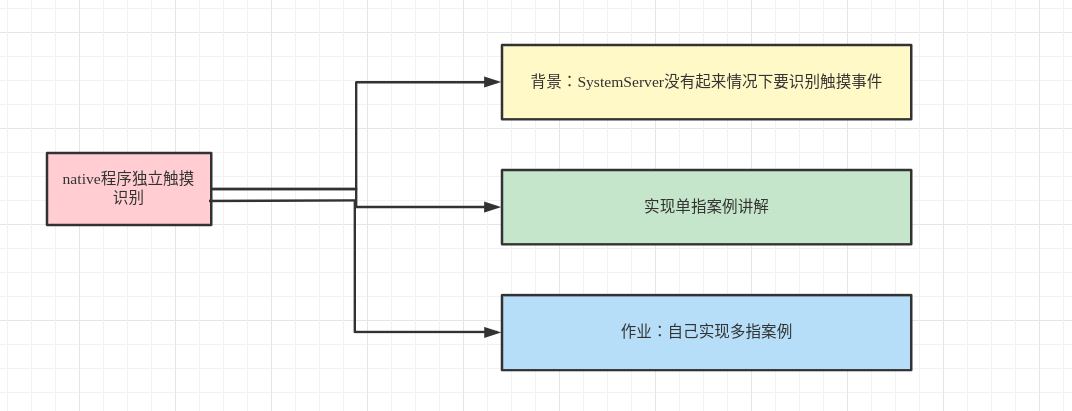 背景：SystemServer没有起来情况下要识别触摸事件
native程序独立触摸
识别
实现单指案例讲解
作业：自己实现多指案例